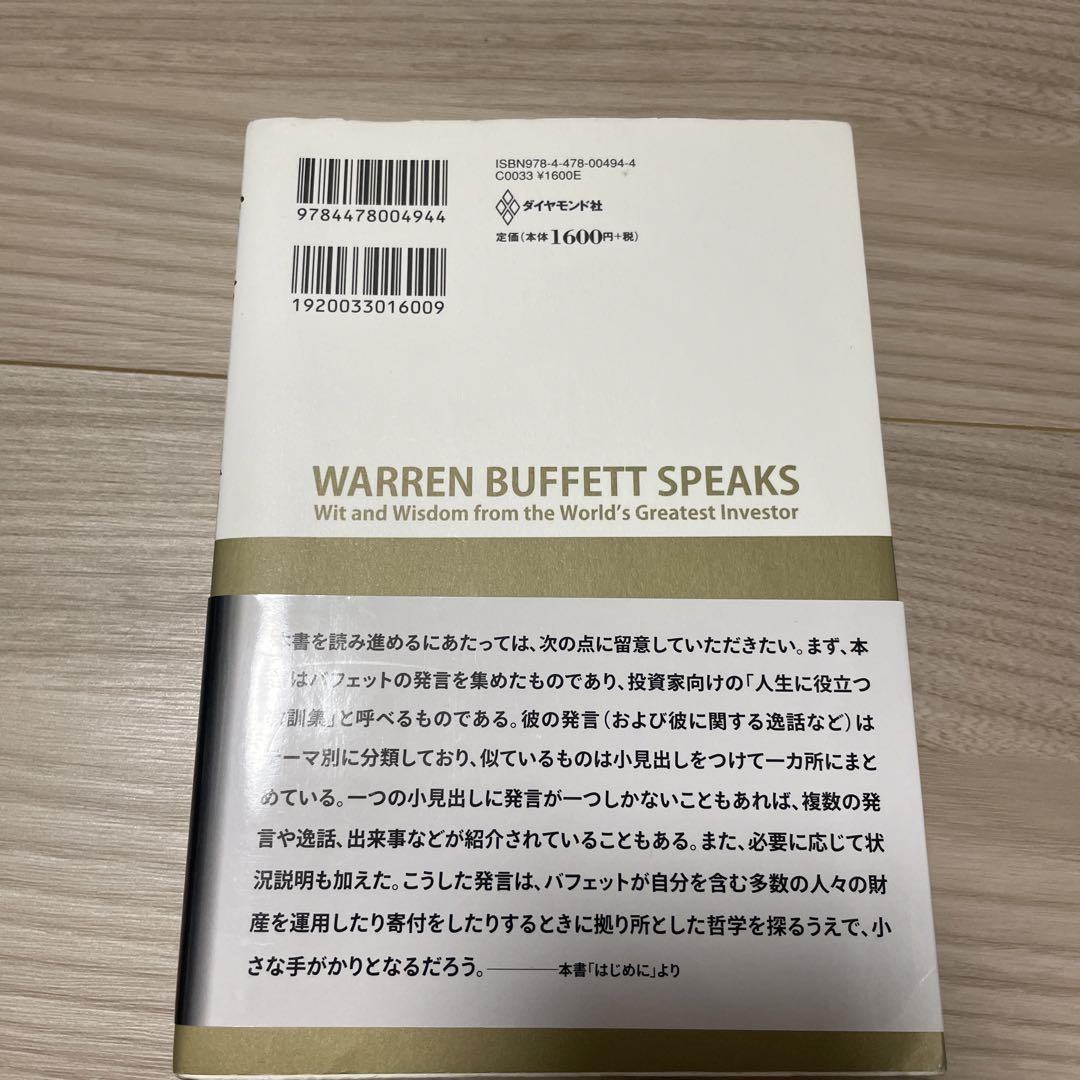 ISBN978-4-478-00494-4
C0033 ¥1600E
9784478004944
ダイヤモンド社
定価(本体1600円+税)
1920033016009
WARREN BUFFETT SPEAKS
Wit and Wisdom from the World's Greatest Investor
本書を読み進めるにあたっては、次の点に留意していただきたい。まず、本
はバフェットの発言を集めたものであり、投資家向けの「人生に役立つ
訓集」と呼べるものである。彼の発言(および彼に関する逸話など)は
テーマ別に分類しており、似ているものは小見出しをつけて一カ所にまと
めている。一つの小見出しに発言が一つしかないこともあれば、複数の発
言や逸話、出来事などが紹介されていることもある。また、必要に応じて状
況説明も加えた。こうした発言は、バフェットが自分を含む多数の人々の財
産を運用したり寄付をしたりするときに拠り所とした哲学を探るうえで、小
さな手がかりとなるだろう。————本書「はじめに」より